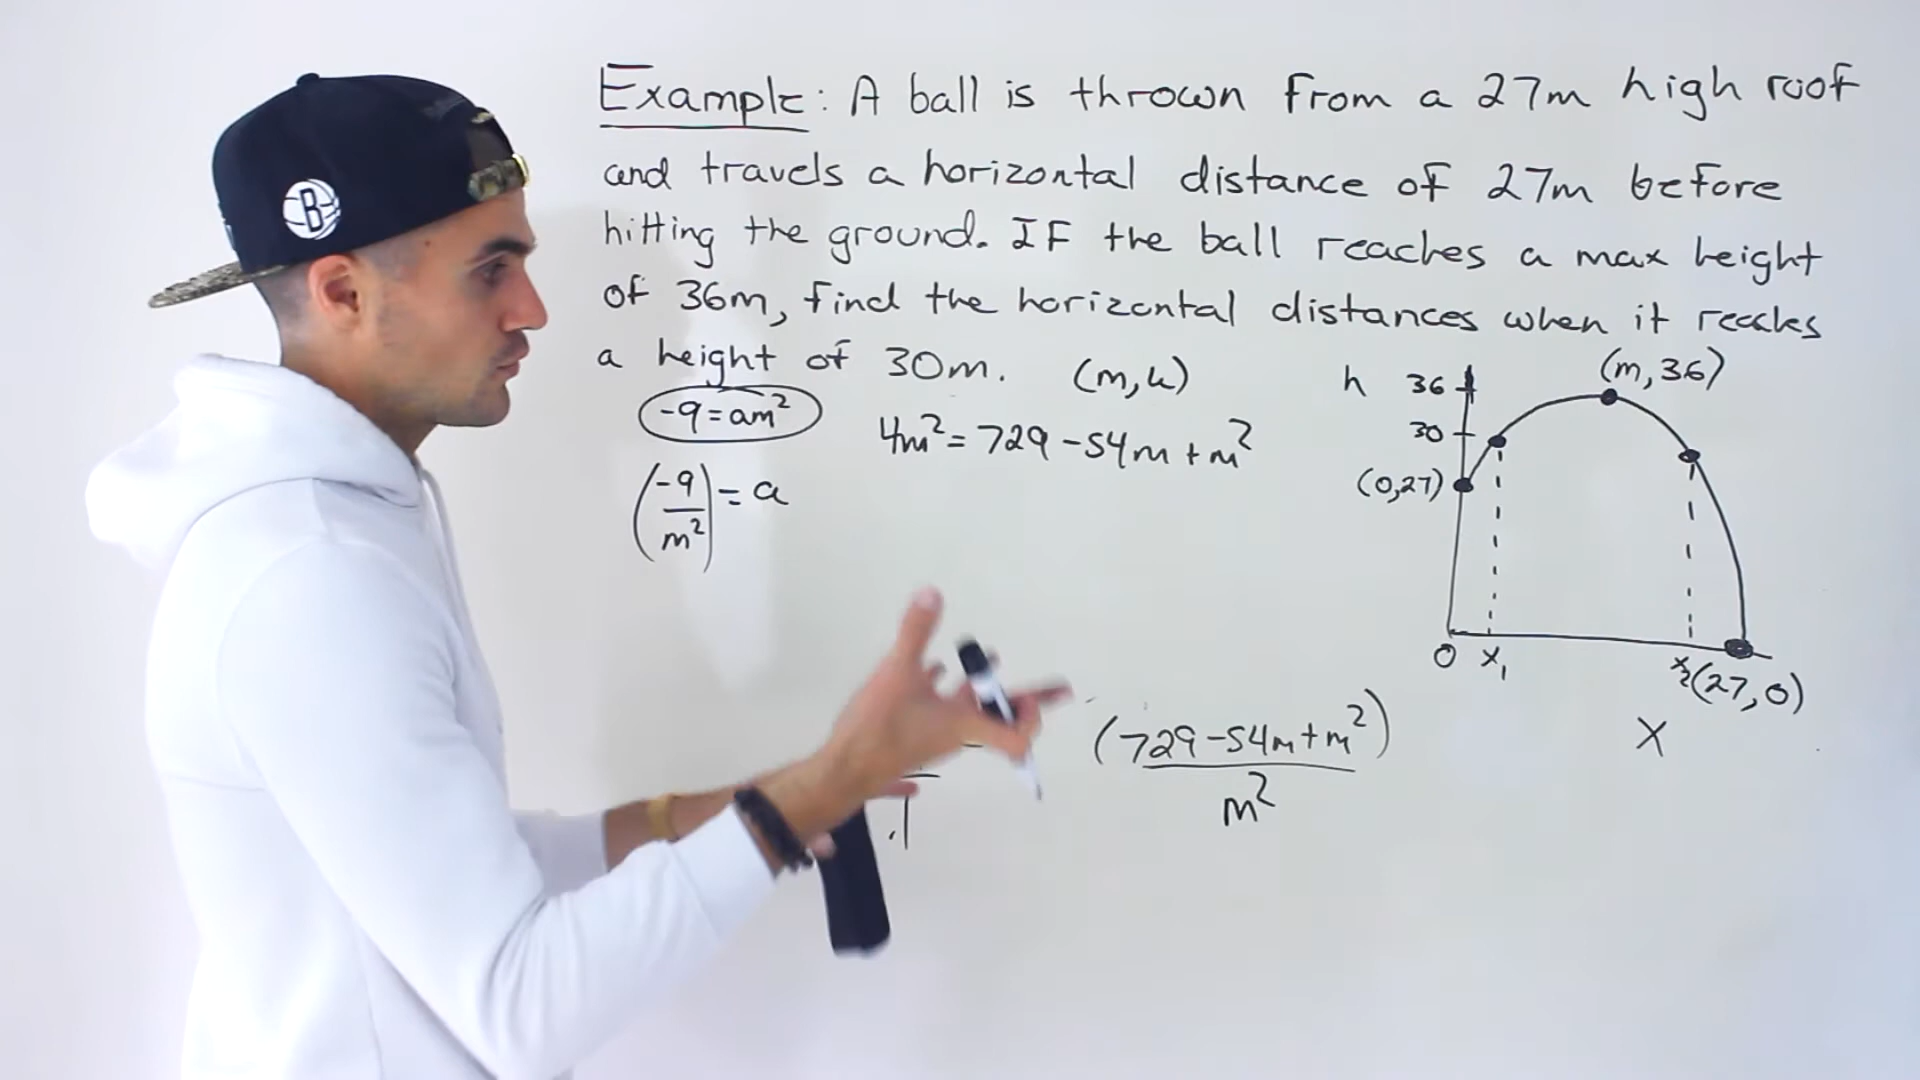 Example: A ball is thrown from a 27m high roof
and travels a horizontal distance of 27m before
hitting the ground. IF the ball reaches a max height
of 36m, find the horizontal distances when it reaches
a height of 30m. (m,k)
-9=am²
4m²=729-54m+m²
(-9/m²)=a
h
36
(m,36)
30
(0,27)
0
x₁
x₂
(27,0)
x
(729-54m+m²)
m²
B